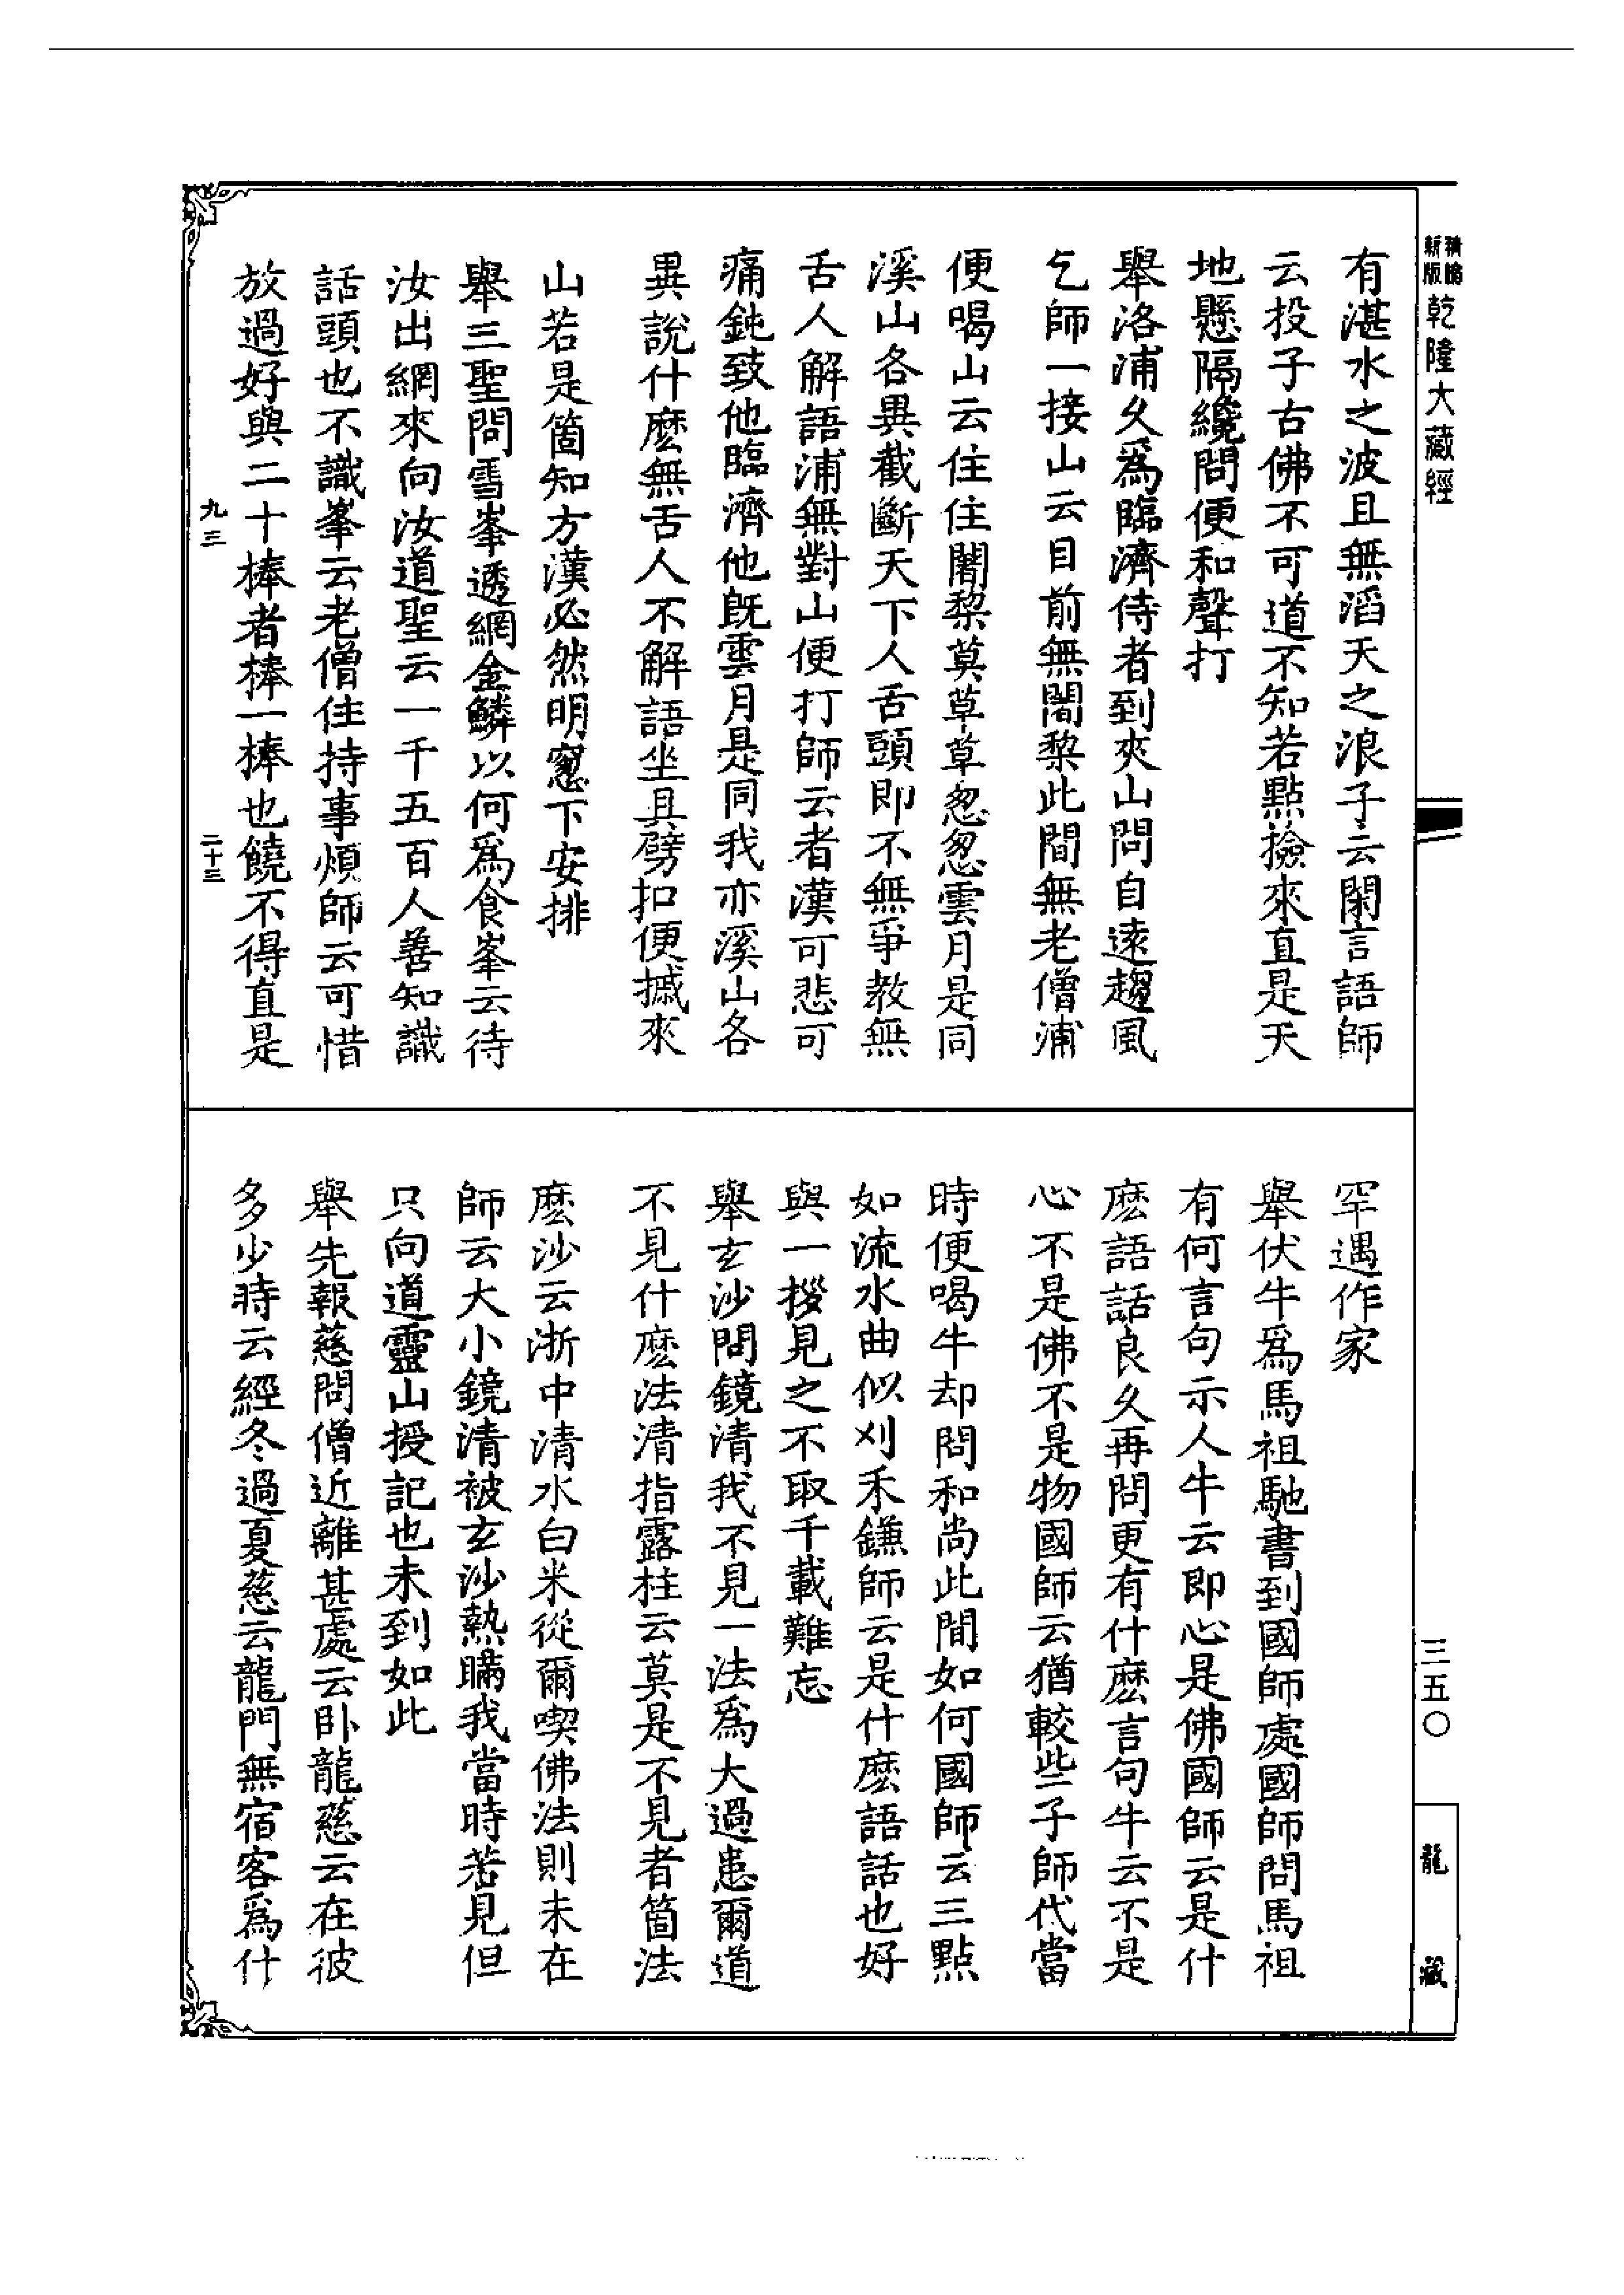 精縮
新版
乾隆大藏經
有湛水之波且無滔天之浪子云閑言語師
云投子古佛不可道不知若點撿來直是天
地懸隔纔問便和聲打
舉洛浦久爲臨濟侍者到夾山問自遠趨風
乞師一接山云目前無闍黎此間無老僧浦
便喝山云住住闍黎莫草草怱怱雲月是同
溪山各異截斷天下人舌頭即不無爭教無
舌人解語浦無對山便打師云者漢可悲可
痛鈍致他臨濟他旣雲月是同我亦溪山各
異說什麽無舌人不解語坐具劈扣便摵來
山若是箇知方漢必然明窻下安排
舉三聖問雪峯透網金鱗以何爲食峯云待
汝出網來向汝道聖云一千五百人善知識
話頭也不識峯云老僧住持事煩師云可惜
放過好與二十棒者棒一棒也饒不得直是
九三
二十三
罕遇作家
舉伏牛爲馬祖馳書到國師處國師問馬祖
有何言句示人牛云即心是佛國師云是什
麽語話良久再問更有什麽言句牛云不是
心不是佛不是物國師云猶較些子師代當
時便喝牛却問和尚此間如何國師云三點
如流水曲似刈禾鎌師云是什麽語話也好
與一拶見之不取千載難忘
舉玄沙問鏡清我不見一法爲大過患爾道
不見什麽法清指露柱云莫是不見者箇法
麽沙云浙中清水白米從爾喫佛法則未在
師云大小鏡清被玄沙熱瞞我當時若見但
只向道靈山授記也未到如此
舉先報慈問僧近離甚處云卧龍慈云在彼
多少時云經冬過夏慈云龍門無宿客爲什
三五〇
龍藏